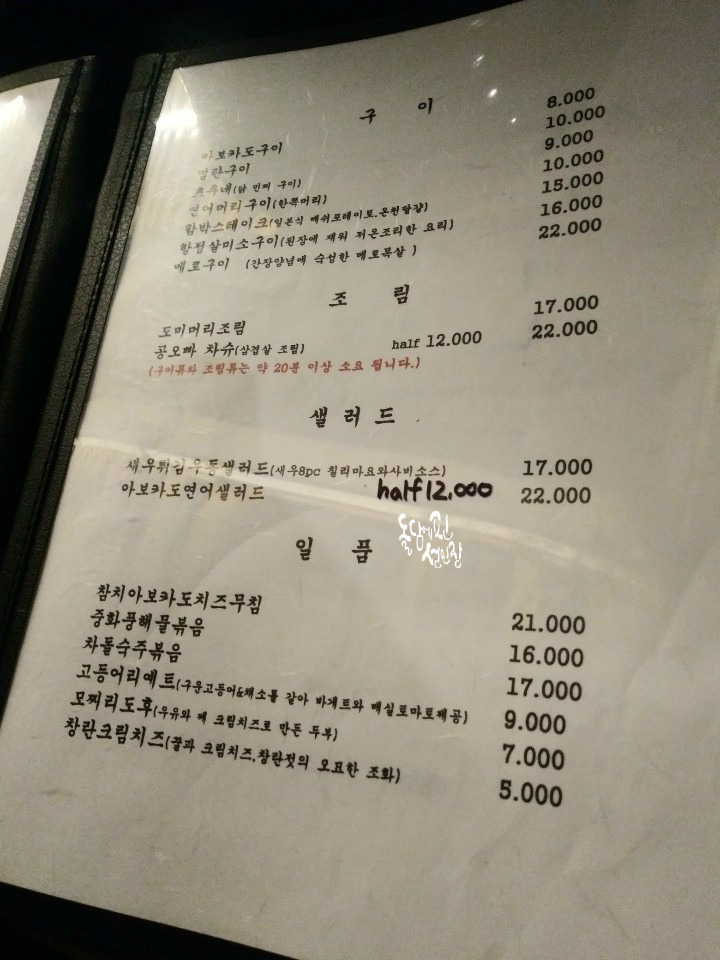 구 이
아보카도구이 8.000
명란구이 10.000
츠쿠네(닭 민찌 구이) 9.000
연어머리구이(한쪽머리) 10.000
함박스테이크(일본식 매쉬포테이토.온천달걀) 15.000
항정살미소구이(된장에 재워 저온조리한 요리) 16.000
메로구이 (간장양념에 숙성한 메로목살 ) 22.000
조 림
도미머리조림 17.000
공오빠 차슈(삼겹살 조림) half 12.000 22.000
(구이류와 조림류는 약 20분 이상 소요 됩니다.)
샐 러 드
새우튀김우동샐러드(새우8pc 칠리마요와사비소스) 17.000
아보카도연어샐러드 half 12.000 22.000
돌담에핀
선인장
일 품
참치아보카도치즈무침 21.000
중화풍해물볶음 16.000
차돌숙주볶음 17.000
고등어리예트(구운고등어&채소를 갈아 바게트와 매실토마토제공) 9.000
모찌리도후(우유와 떼 크림치즈로 만든 두부) 7.000
창란크림치즈(꿀과 크림치즈,창란젓의 오묘한 조화) 5.000